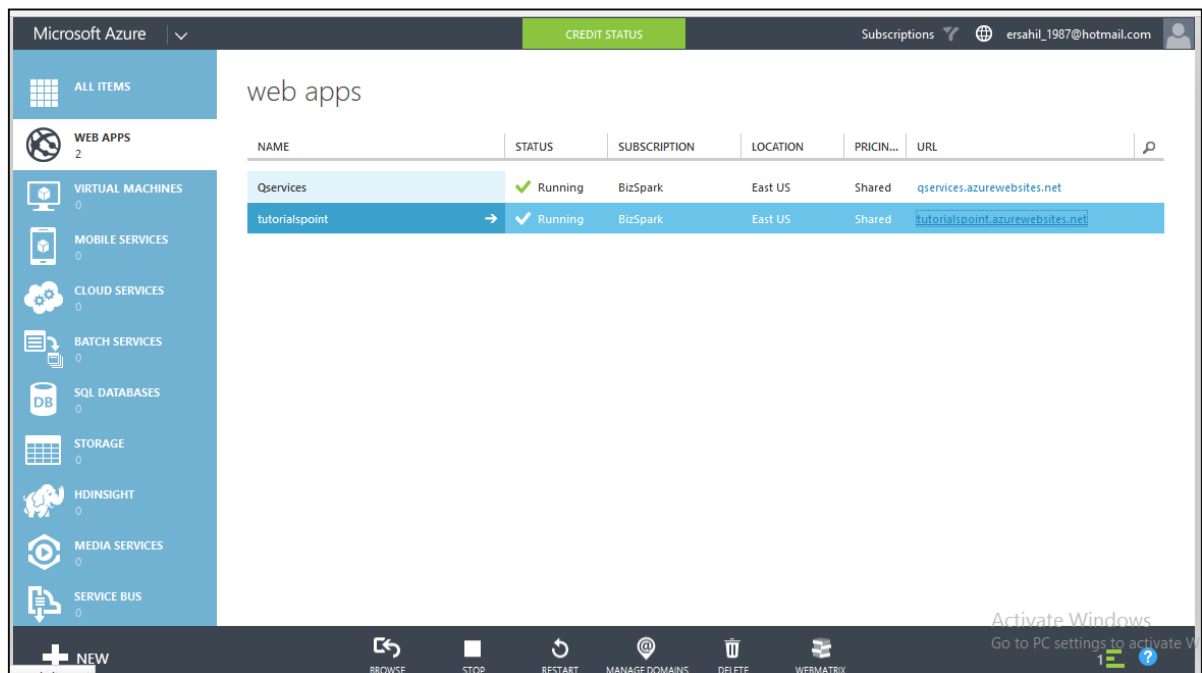 Microsoft Azure
CREDIT STATUS
Subscriptions
ersahil_1987@hotmail.com
ALL ITEMS
WEB APPS
2
VIRTUAL MACHINES
0
MOBILE SERVICES
0
CLOUD SERVICES
0
BATCH SERVICES
0
SQL DATABASES
0
DB
STORAGE
0
HDINSIGHT
0
MEDIA SERVICES
0
SERVICE BUS
0
web apps
NAME STATUS SUBSCRIPTION LOCATION PRICIN... URL
Qservices Running BizSpark East US Shared qservices.azurewebsites.net
tutorialspoint Running BizSpark East US Shared tutorialspoint.azurewebsites.net
Activate Windows
Go to PC settings to activate W
NEW
BROWSE
STOP
RESTART
MANAGE DOMAINS
DELETE
WEBMATRIX
1
?